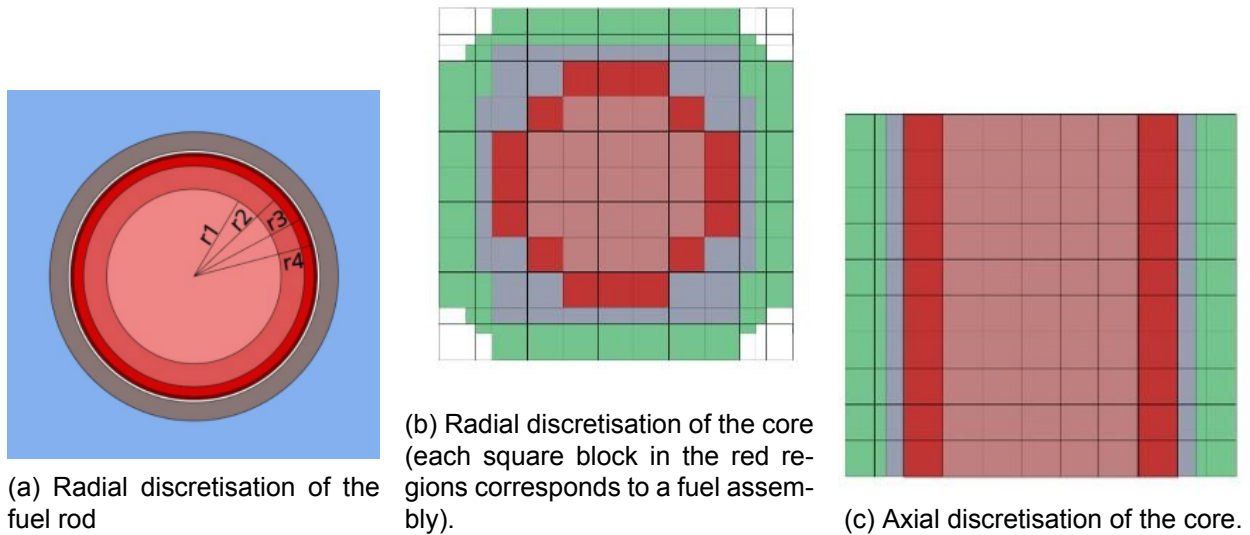 r1
r2
r3
r4
(a) Radial discretisation of the
fuel rod
(b) Radial discretisation of the core
(each square block in the red re-
gions corresponds to a fuel assem-
bly).
(c) Axial discretisation of the core.